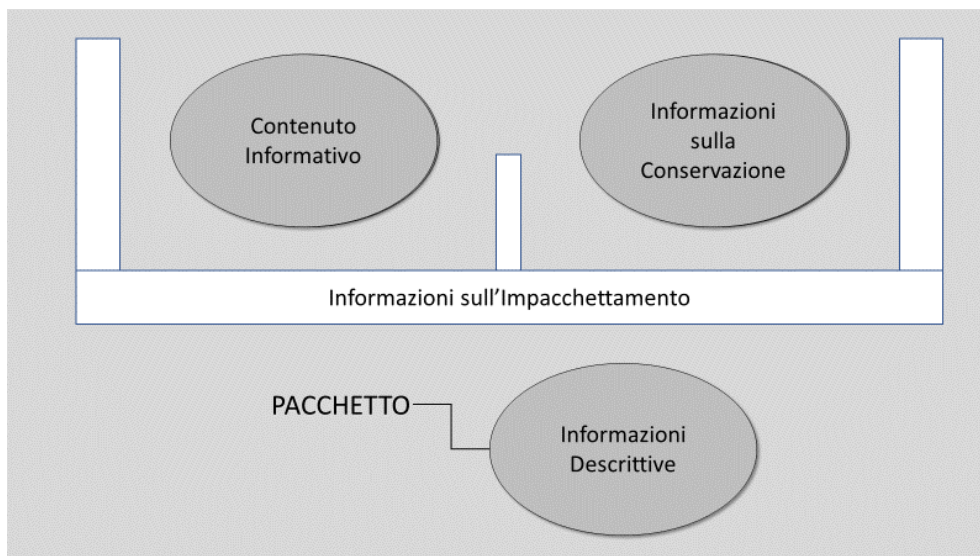 Contenuto
Informativo
Informazioni
sulla
Conservazione
Informazioni sull’Impacchettamento
PACCHETTO
Informazioni
Descrittive